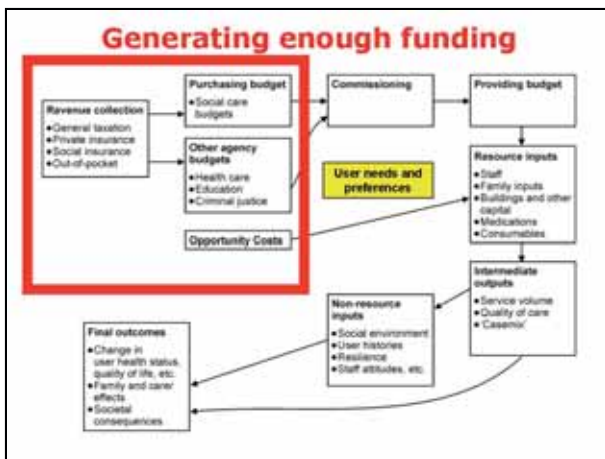 Generating enough funding
Revenue collection
●General taxation
●Private insurance
●Social insurance
●Out-of-pocket
Purchasing budget
●Social care
budgets
Other agency
budgets
●Health care
●Education
●Criminal justice
Opportunity Costs
Commissioning
User needs and
preferences
Providing budget
Resource inputs
●Staff
●Family inputs
●Buildings and other
capital
●Medications
●Consumables
Intermediate
outputs
●Service volume
●Quality of care
●'Casemix'
Non-resource
inputs
●Social environment
●User histories
●Resilience
●Staff attitudes, etc.
Final outcomes
●Change in
user health status,
quality of life, etc.
●Family and carer
effects
●Societal
consequences